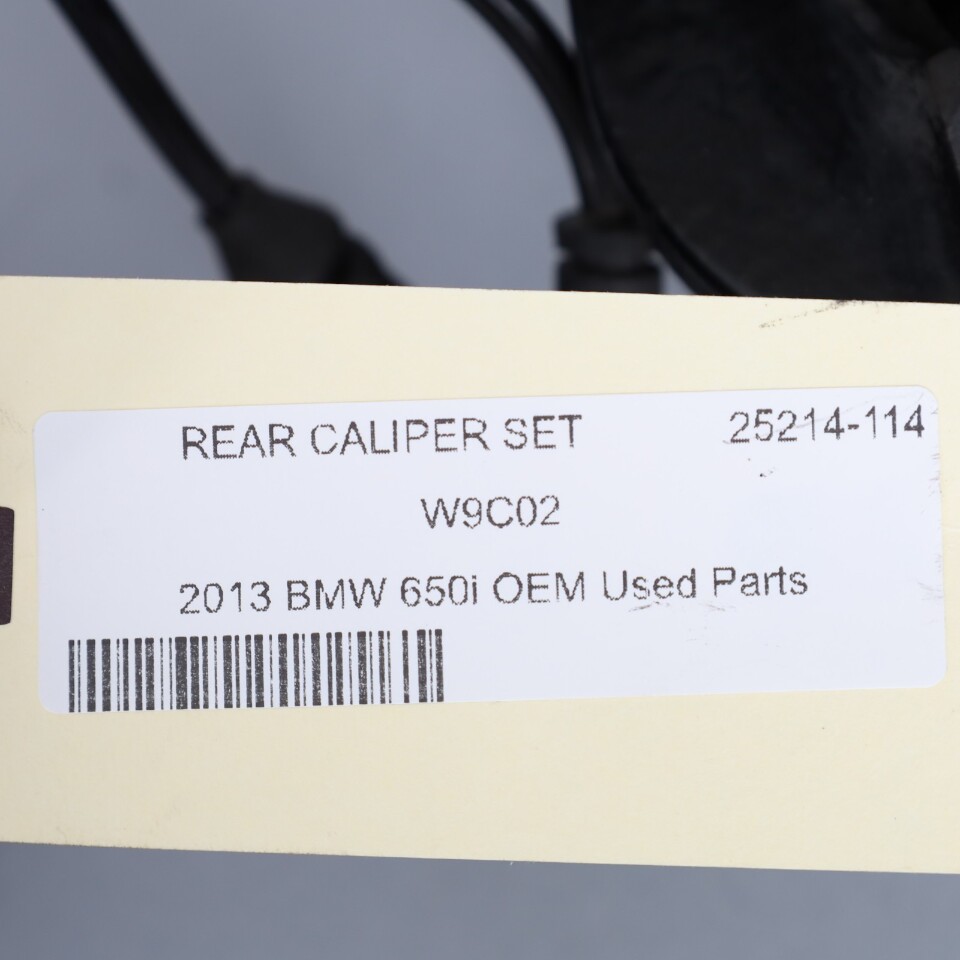 REAR CALIPER SET 25214-114
W9C02
2013 BMW 650i OEM Used Parts